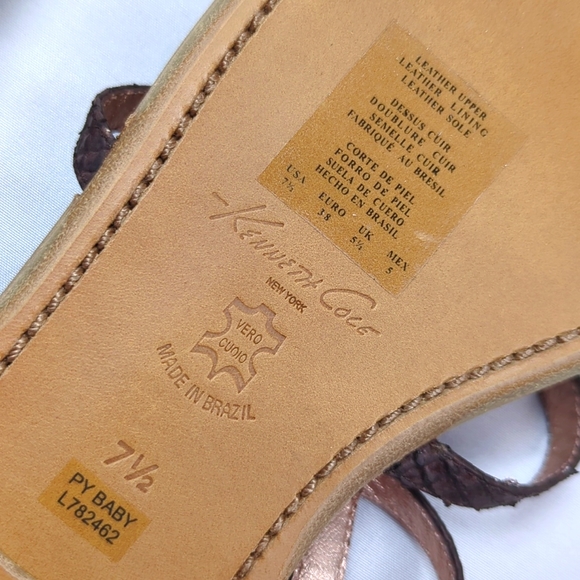 LEATHER UPPER
LEATHER LINING
LEATHER SOLE
DESSUS CUIR
DOUBLURE CUIR
SEMELLE CUIR
FABRIQUÉ AU BRESIL
CORTE DE PIEL
FORRO DE PIEL
SUELA DE CUERO
HECHO EN BRASIL
USA EURO UK MEX
7½ 38 5½ 5
KENNETH COLE
NEW YORK
VERO
CUOIO
MADE IN BRAZIL
7½
PY BABY
L782462